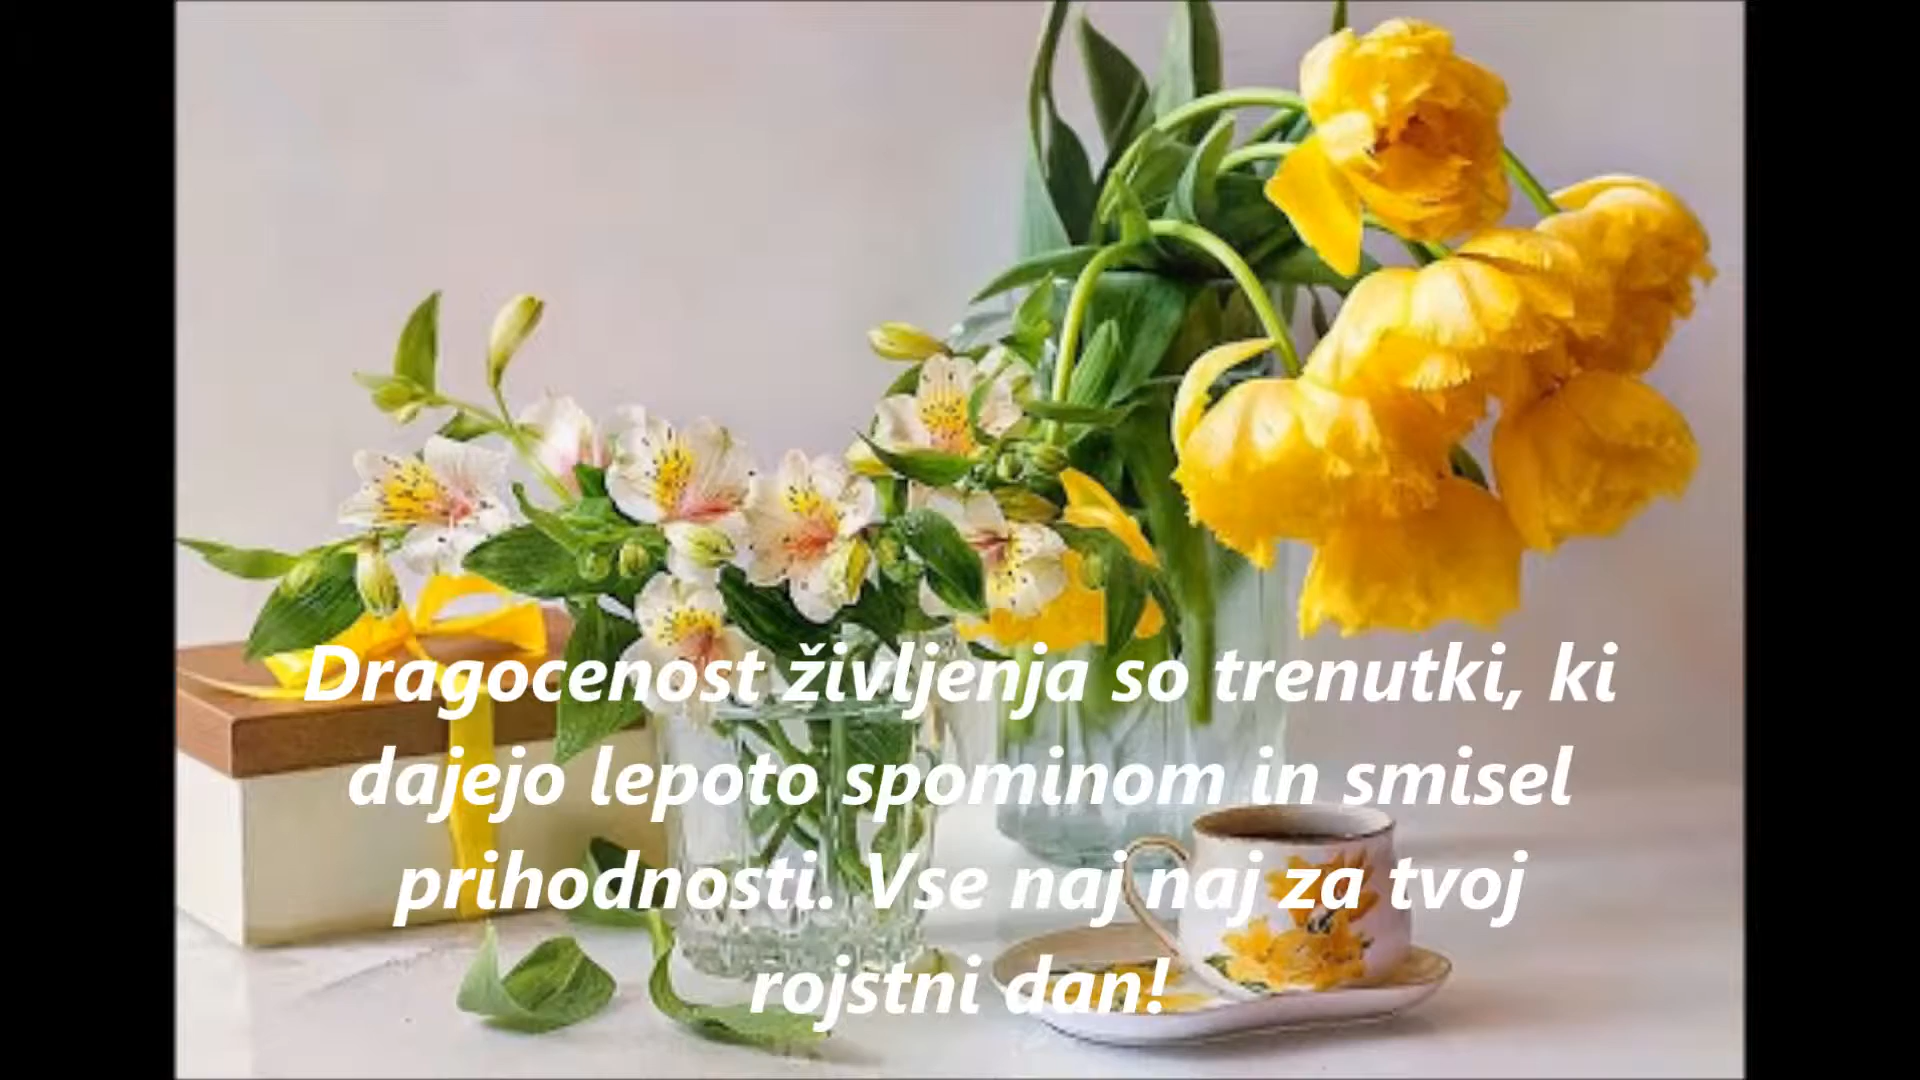 Dragocenost življenja so trenutki, ki
dajejo lepoto spominom in smisel
prihodnosti. Vse naj naj za tvoj
rojstni dan!